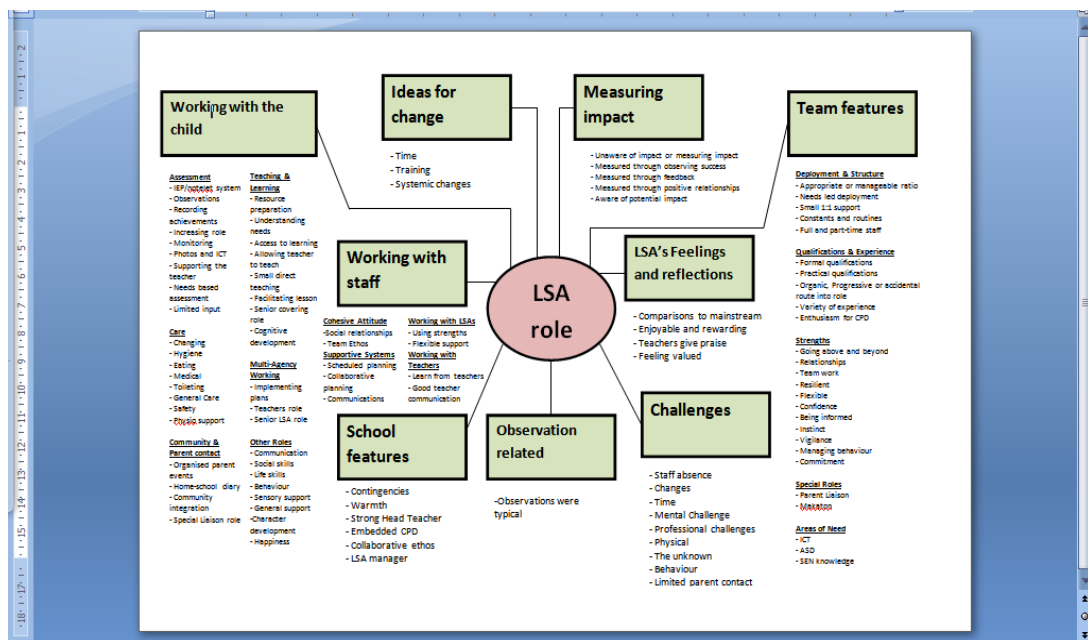 Working with the
child
Assessment
- IEP/notelet system
- Observations
- Recording
achievements
- Increasing role
- Monitoring
- Photos and ICT
- Supporting the
teacher
- Needs based
assessment
- Limited input
Care
- Changing
- Hygiene
- Eating
- Medical
- Toileting
- General Care
- Safety
- Physio support
Community &
Parent contact
- Organised parent
events
- Home-school diary
- Community
integration
- Special Liaison role
Teaching &
Learning
- Resource
preparation
- Understanding
needs
- Access to learning
- Allowing teacher
to teach
- Small direct
teaching
- Facilitating lesson
- Senior covering
role
- Cognitive
development
Multi-Agency
Working
- Implementing
plans
- Teachers role
- Senior LSA role
Other Roles
- Communication
- Social skills
- Life skills
- Behaviour
- Sensory support
- General support
-Character
development
- Happiness
Ideas for
change
- Time
- Training
- Systemic changes
Measuring
impact
- Unaware of impact or measuring impact
- Measured through observing success
- Measured through feedback
- Measured through positive relationships
- Aware of potential impact
Team features
Deployment & Structure
- Appropriate or manageable ratio
- Needs led deployment
- Small 1:1 support
- Constants and routines
- Full and part-time staff
Qualifications & Experience
- Formal qualifications
- Practical qualifications
- Organic, Progressive or accidental
route into role
- Variety of experience
- Enthusiasm for CPD
Strengths
- Going above and beyond
- Relationships
- Team work
- Resilient
- Flexible
- Confidence
- Being informed
- Instinct
- Vigilance
- Managing behaviour
- Commitment
Special Roles
- Parent Liaison
- Makaton
Areas of Need
- ICT
- ASD
- SEN knowledge
Working with
staff
Cohesive Attitude
-Social relationships
- Team Ethos
Supportive Systems
- Scheduled planning
- Collaborative
planning
- Communications
Working with LSAs
- Using strengths
- Flexible support
Working with
Teachers
- Learn from teachers
- Good teacher
communication
LSA
role
LSA's Feelings
and reflections
- Comparisons to mainstream
- Enjoyable and rewarding
- Teachers give praise
- Feeling valued
School
features
- Contingencies
- Warmth
- Strong Head Teacher
- Embedded CPD
- Collaborative ethos
- LSA manager
Observation
related
-Observations were
typical
Challenges
- Staff absence
- Changes
- Time
- Mental Challenge
- Professional challenges
- Physical
- The unknown
- Behaviour
- Limited parent contact